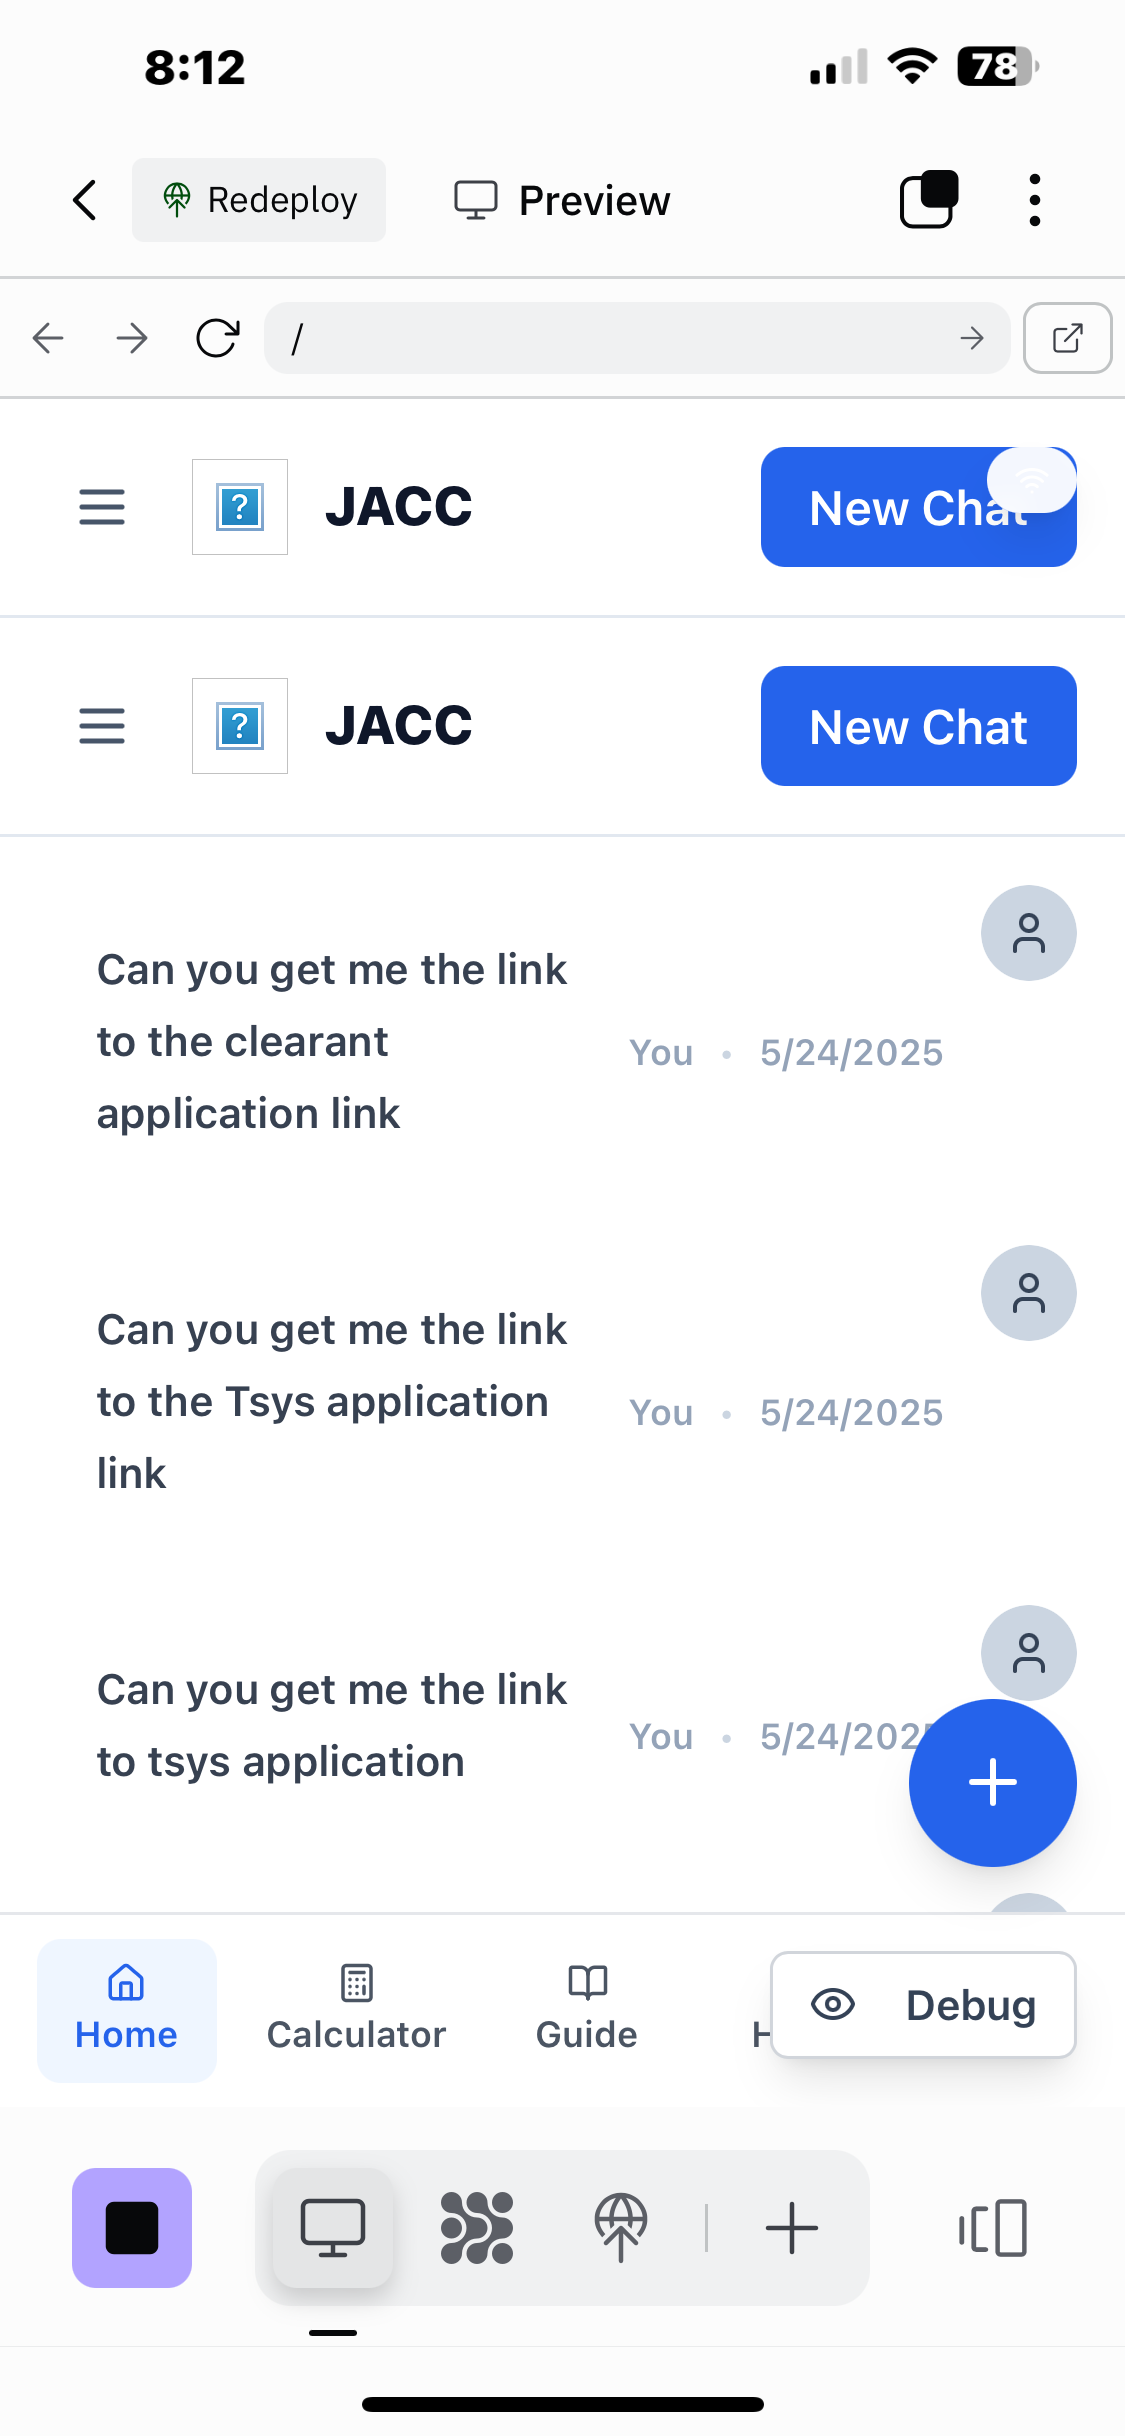 8:12
78
Redeploy
Preview
/
JACC
New Chat
JACC
New Chat
Can you get me the link
to the clearant
application link
You • 5/24/2025
Can you get me the link
to the Tsys application
link
You • 5/24/2025
Can you get me the link
to tsys application
You • 5/24/2025
Home
Calculator
Guide
H
Debug